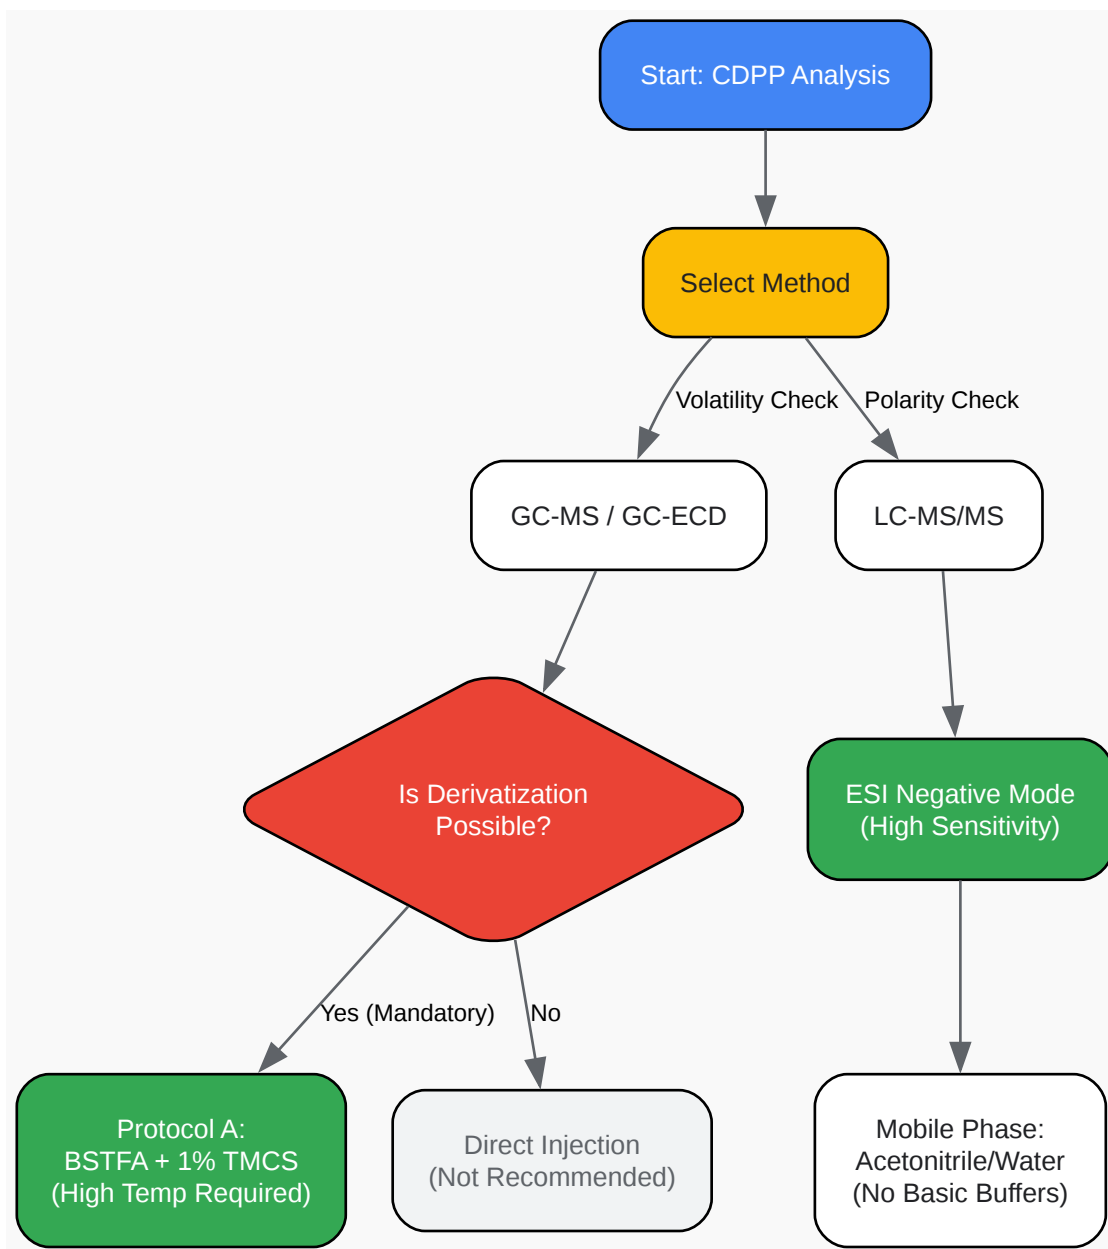 Start: CDPP Analysis
Select Method
Volatility Check
Polarity Check
GC-MS / GC-ECD
LC-MS/MS
Is Derivatization
Possible?
ESI Negative Mode
(High Sensitivity)
Yes (Mandatory)
No
Protocol A:
BSTFA + 1% TMCS
(High Temp Required)
Direct Injection
(Not Recommended)
Mobile Phase:
Acetonitrile/Water
(No Basic Buffers)